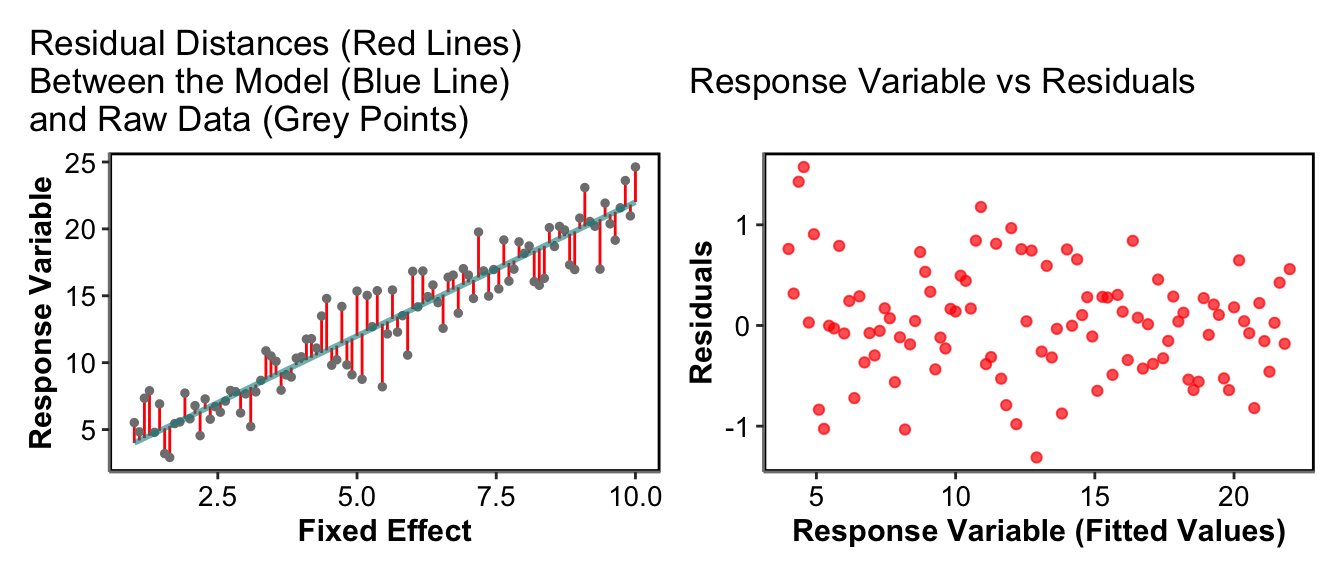 Residual Distances (Red Lines)
Between the Model (Blue Line)
and Raw Data (Grey Points)
25
20
15
10
5
Response Variable
2.5 5.0 7.5 10.0
Fixed Effect
Response Variable vs Residuals
1
0
-1
Residuals
5 10 15 20
Response Variable (Fitted Values)